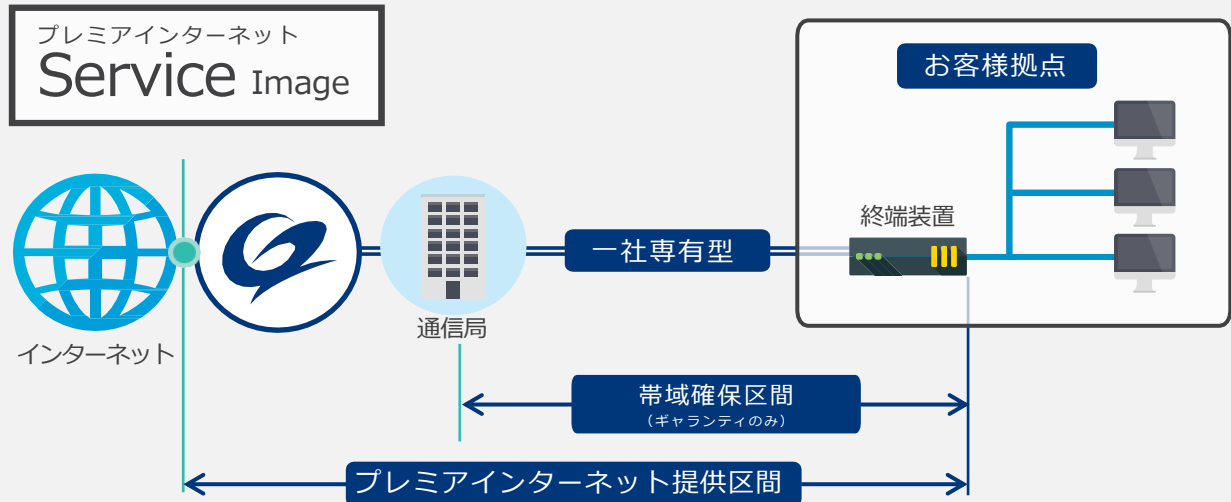 プレミアインターネット
Service Image
お客様拠点
終端装置
一社専有型
通信局
インターネット
帯域確保区間
（ギャランティのみ）
プレミアインターネット提供区間